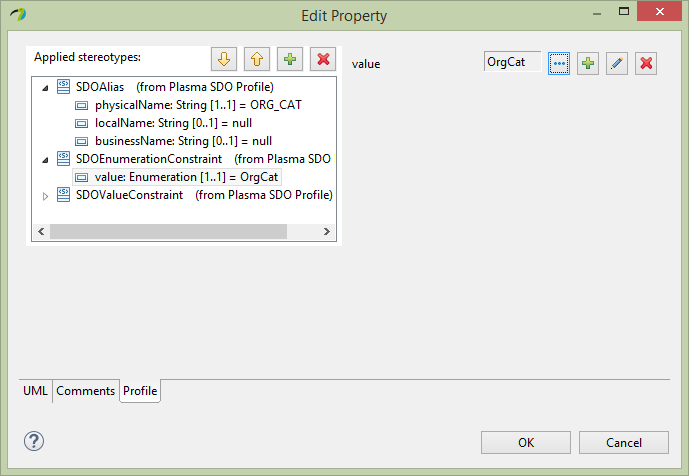 Edit Property
Applied stereotypes:
SDOAlias (from Plasma SDO Profile)
physicalName: String [1..1] = ORG_CAT
localName: String [0..1] = null
businessName: String [0..1] = null
SDOEnumerationConstraint (from Plasma SDO
value: Enumeration [1..1] = OrgCat
SDOValueConstraint (from Plasma SDO Profile)
value
OrgCat
UML
Comments
Profile
OK
Cancel